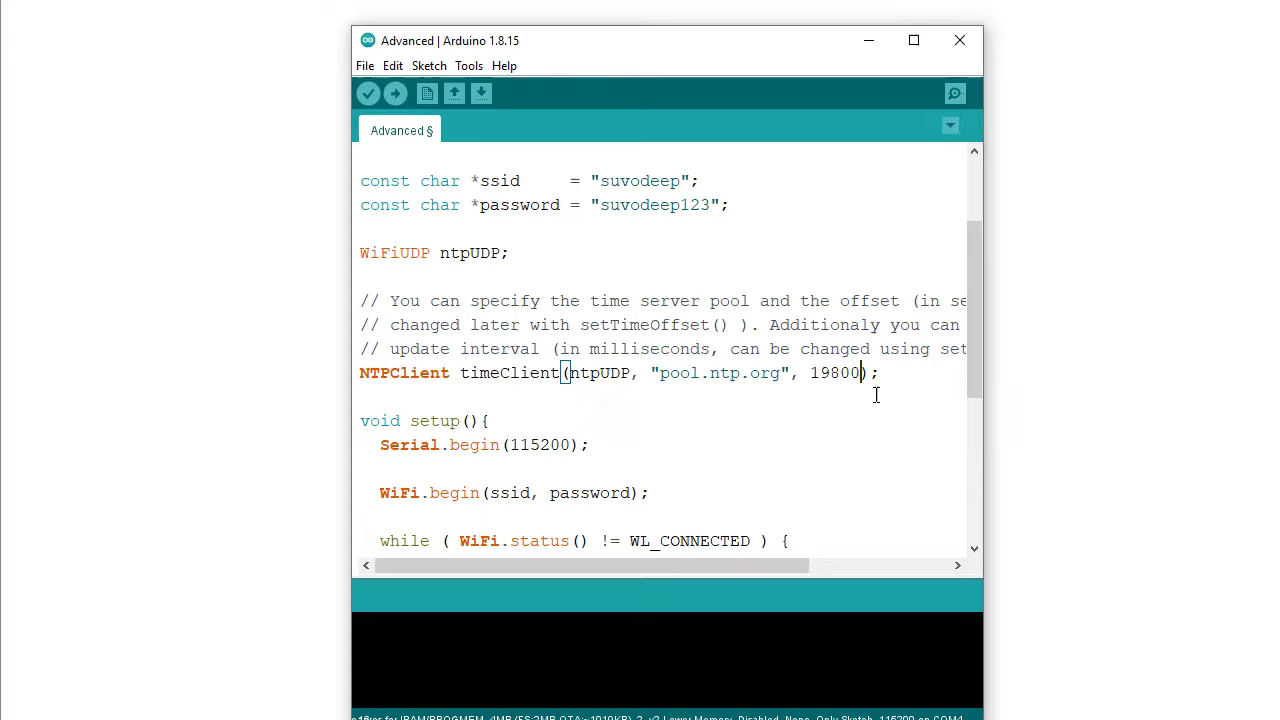 Advanced | Arduino 1.8.15
File Edit Sketch Tools Help
Advanced §
const char *ssid     = "suvodeep";
const char *password = "suvodeep123";
WiFiUDP ntpUDP;
// You can specify the time server pool and the offset (in se
// changed later with setTimeOffset() ). Additionaly you can
// update interval (in milliseconds, can be changed using set
NTPClient timeClient(ntpUDP, "pool.ntp.org", 19800);
void setup(){
  Serial.begin(115200);
  WiFi.begin(ssid, password);
  while ( WiFi.status() != WL_CONNECTED ) {